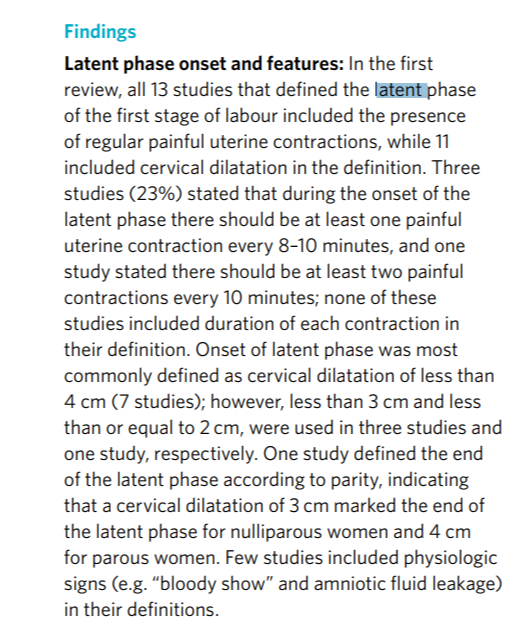 Findings
Latent phase onset and features: In the first
review, all 13 studies that defined the latent phase
of the first stage of labour included the presence
of regular painful uterine contractions, while 11
included cervical dilatation in the definition. Three
studies (23%) stated that during the onset of the
latent phase there should be at least one painful
uterine contraction every 8–10 minutes, and one
study stated there should be at least two painful
contractions every 10 minutes; none of these
studies included duration of each contraction in
their definition. Onset of latent phase was most
commonly defined as cervical dilatation of less than
4 cm (7 studies); however, less than 3 cm and less
than or equal to 2 cm, were used in three studies and
one study, respectively. One study defined the end
of the latent phase according to parity, indicating
that a cervical dilatation of 3 cm marked the end of
the latent phase for nulliparous women and 4 cm
for parous women. Few studies included physiologic
signs (e.g. “bloody show” and amniotic fluid leakage)
in their definitions.